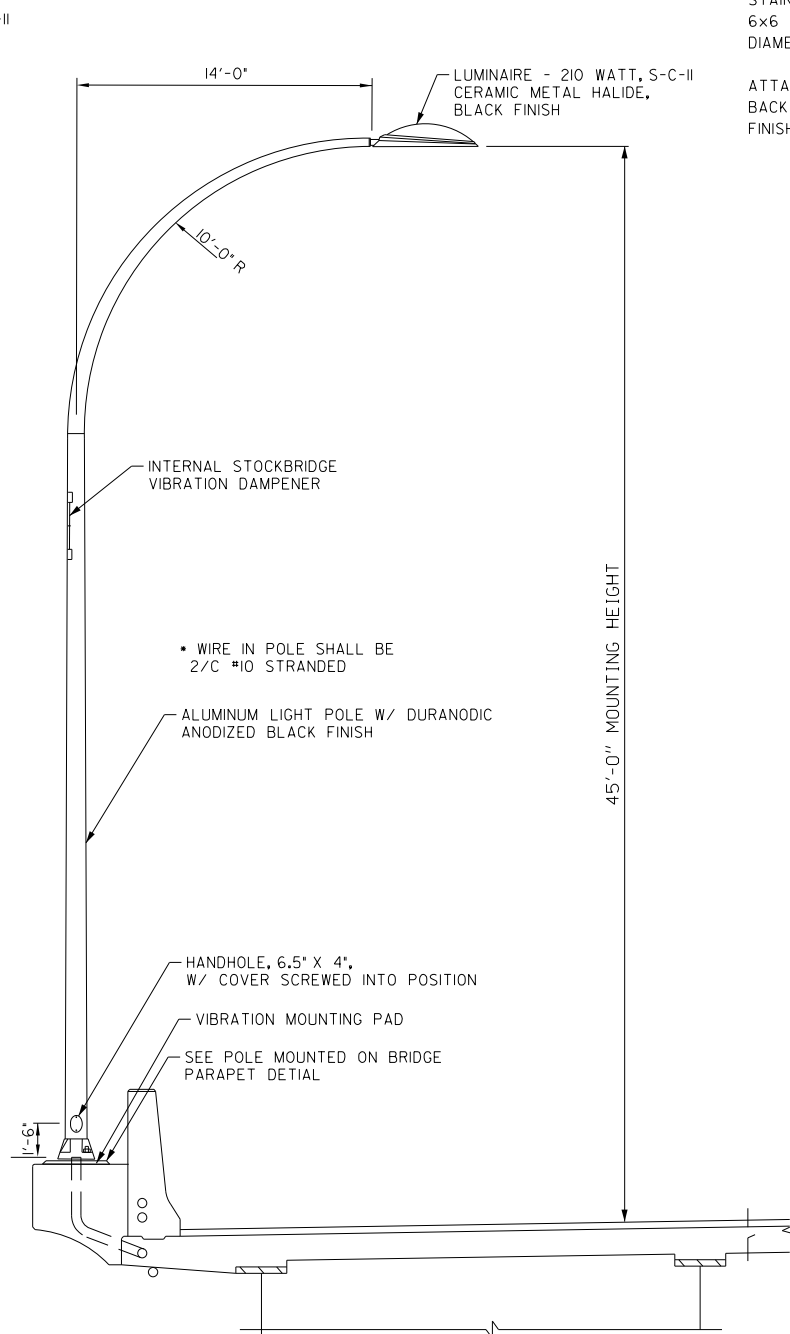 -II
STAIN
6x6
DIAME
ATTA
BACK
FINISH
14'-0"
LUMINAIRE - 210 WATT, S-C-II
CERAMIC METAL HALIDE,
BLACK FINISH
10'-0" R
INTERNAL STOCKBRIDGE
VIBRATION DAMPENER
45'-0" MOUNTING HEIGHT
* WIRE IN POLE SHALL BE
2/C #10 STRANDED
ALUMINUM LIGHT POLE W/ DURANODIC
ANODIZED BLACK FINISH
HANDHOLE, 6.5" X 4",
W/ COVER SCREWED INTO POSITION
VIBRATION MOUNTING PAD
SEE POLE MOUNTED ON BRIDGE
PARAPET DETIAL
1'-6"